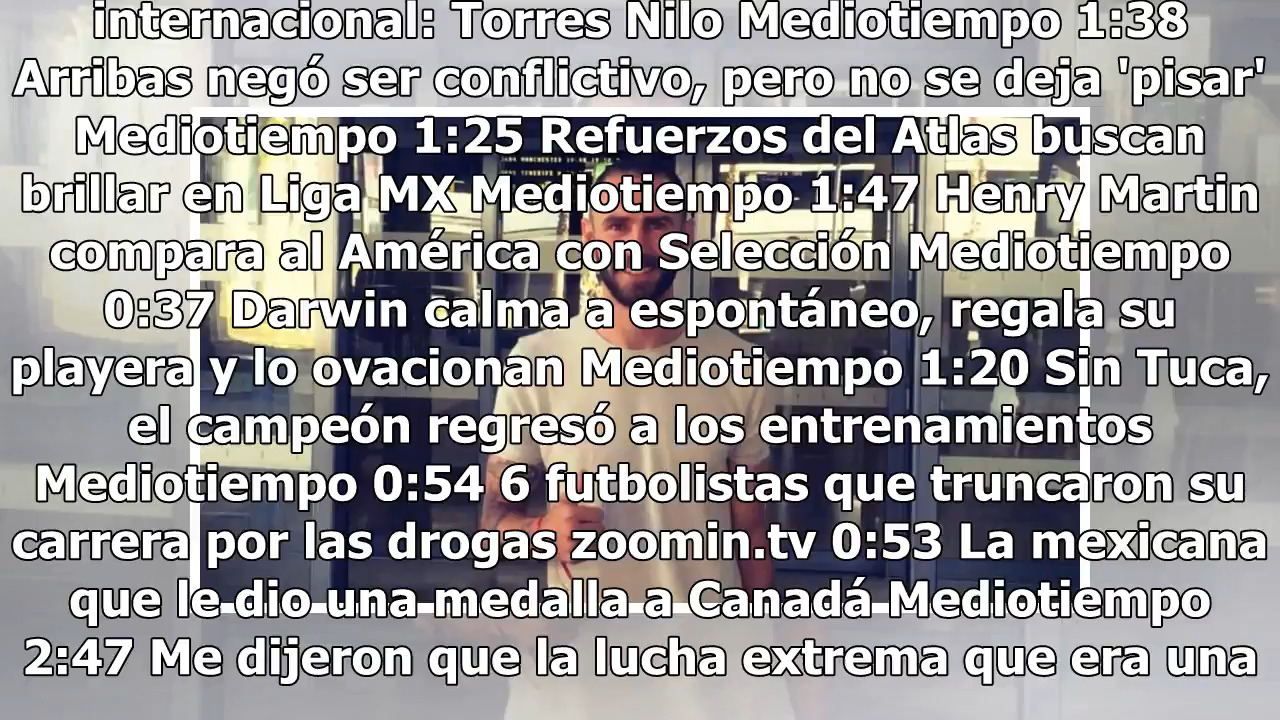 internacional: Torres Nilo Mediotiempo 1:38
Arribas negó ser conflictivo, pero no se deja 'pisar'
Mediotiempo 1:25 Refuerzos del Atlas buscan
brillar en Liga MX Mediotiempo 1:47 Henry Martin
compara al América con Selección Mediotiempo
0:37 Darwin calma a espontáneo, regala su
playera y lo ovacionan Mediotiempo 1:20 Sin Tuca,
el campeón regresó a los entrenamientos
Mediotiempo 0:54 6 futbolistas que truncaron su
carrera por las drogas zoomin.tv 0:53 La mexicana
que le dio una medalla a Canadá Mediotiempo
2:47 Me dijeron que la lucha extrema que era una